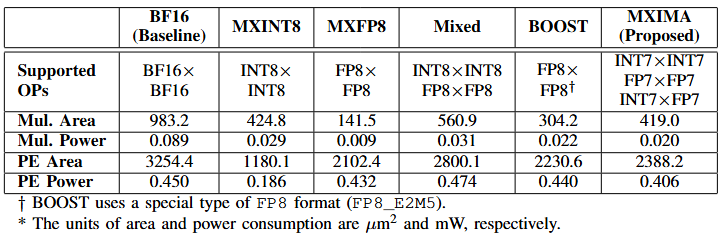 BF16 (Baseline) MXINT8 MXFP8 Mixed BOOST MXIMA (Proposed)
Supported OPs BF16× BF16 INT8× INT8 FP8× FP8 INT8×INT8 FP8×FP8 FP8× FP8† INT7×INT7 FP7×FP7 INT7×FP7
Mul. Area 983.2 424.8 141.5 560.9 304.2 419.0
Mul. Power 0.089 0.029 0.009 0.031 0.022 0.020
PE Area 3254.4 1180.1 2102.4 2800.1 2230.6 2388.2
PE Power 0.450 0.186 0.432 0.474 0.440 0.406
† BOOST uses a special type of FP8 format (FP8_E2M5).
* The units of area and power consumption are μm² and mW, respectively.